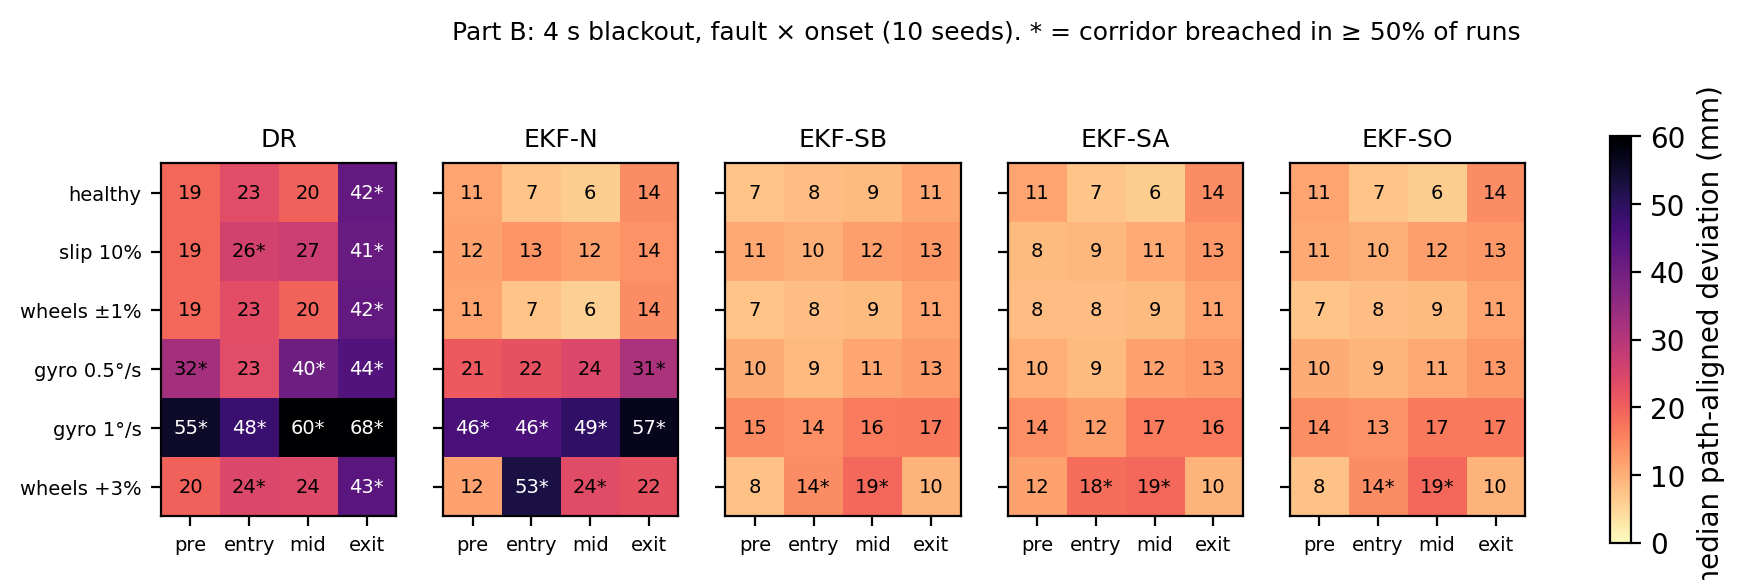 Part B: 4 s blackout, fault × onset (10 seeds). * = corridor breached in ≥ 50% of runs
DR EKF-N EKF-SB EKF-SA EKF-SO
healthy 19 23 20 42* 11 7 6 14 7 8 9 11 11 7 6 14 11 7 6 14
slip 10% 19 26* 27 41* 12 13 12 14 11 10 12 13 8 9 11 13 11 10 12 13
wheels ±1% 19 23 20 42* 11 7 6 14 7 8 9 11 8 8 9 11 7 8 9 11
gyro 0.5°/s 32* 23 40* 44* 21 22 24 31* 10 9 11 13 10 9 12 13 10 9 11 13
gyro 1°/s 55* 48* 60* 68* 46* 46* 49* 57* 15 14 16 17 14 12 17 16 14 13 17 17
wheels +3% 20 24* 24 43* 12 53* 24* 22 8 14* 19* 10 12 18* 19* 10 8 14* 19* 10
pre entry mid exit pre entry mid exit pre entry mid exit pre entry mid exit pre entry mid exit
60
50
40
30
20
10
0
path-aligned deviation (mm)